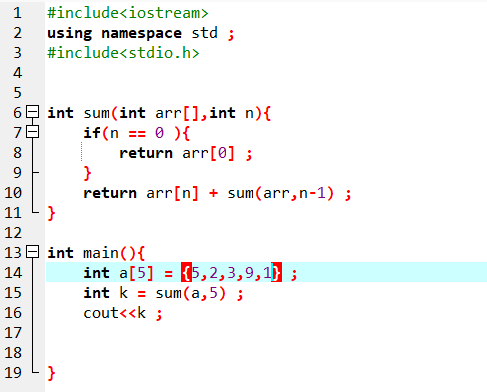 1 #include<iostream>
2 using namespace std ;
3 #include<stdio.h>
4
5
6 int sum(int arr[],int n){
7 if(n == 0 ){
8 return arr[0] ;
9 }
10 return arr[n] + sum(arr,n-1) ;
11 }
12
13 int main(){
14 int a[5] = {5,2,3,9,1} ;
15 int k = sum(a,5) ;
16 cout<<k ;
17
18
19 }